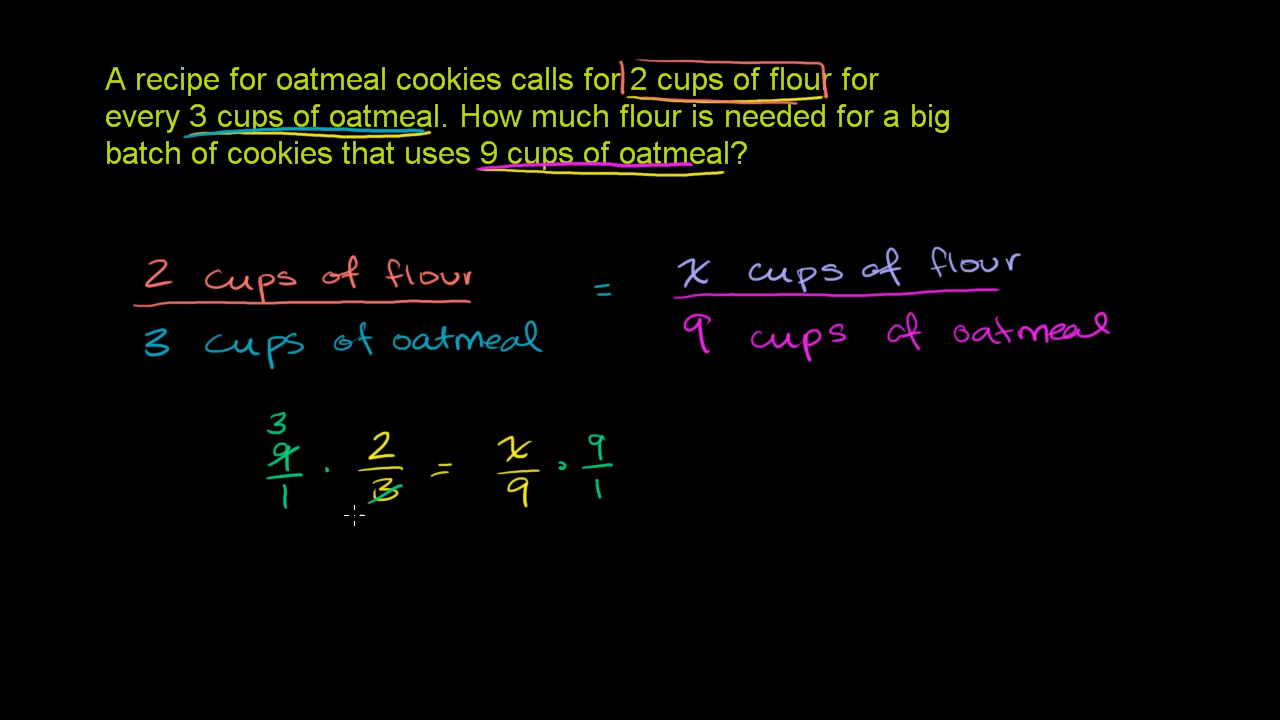 A recipe for oatmeal cookies calls for 2 cups of flour for
every 3 cups of oatmeal. How much flour is needed for a big
batch of cookies that uses 9 cups of oatmeal?
2 cups of flour = x cups of flour
3 cups of oatmeal 9 cups of oatmeal
3
9 · 2 = x · 9
1 3 9 1